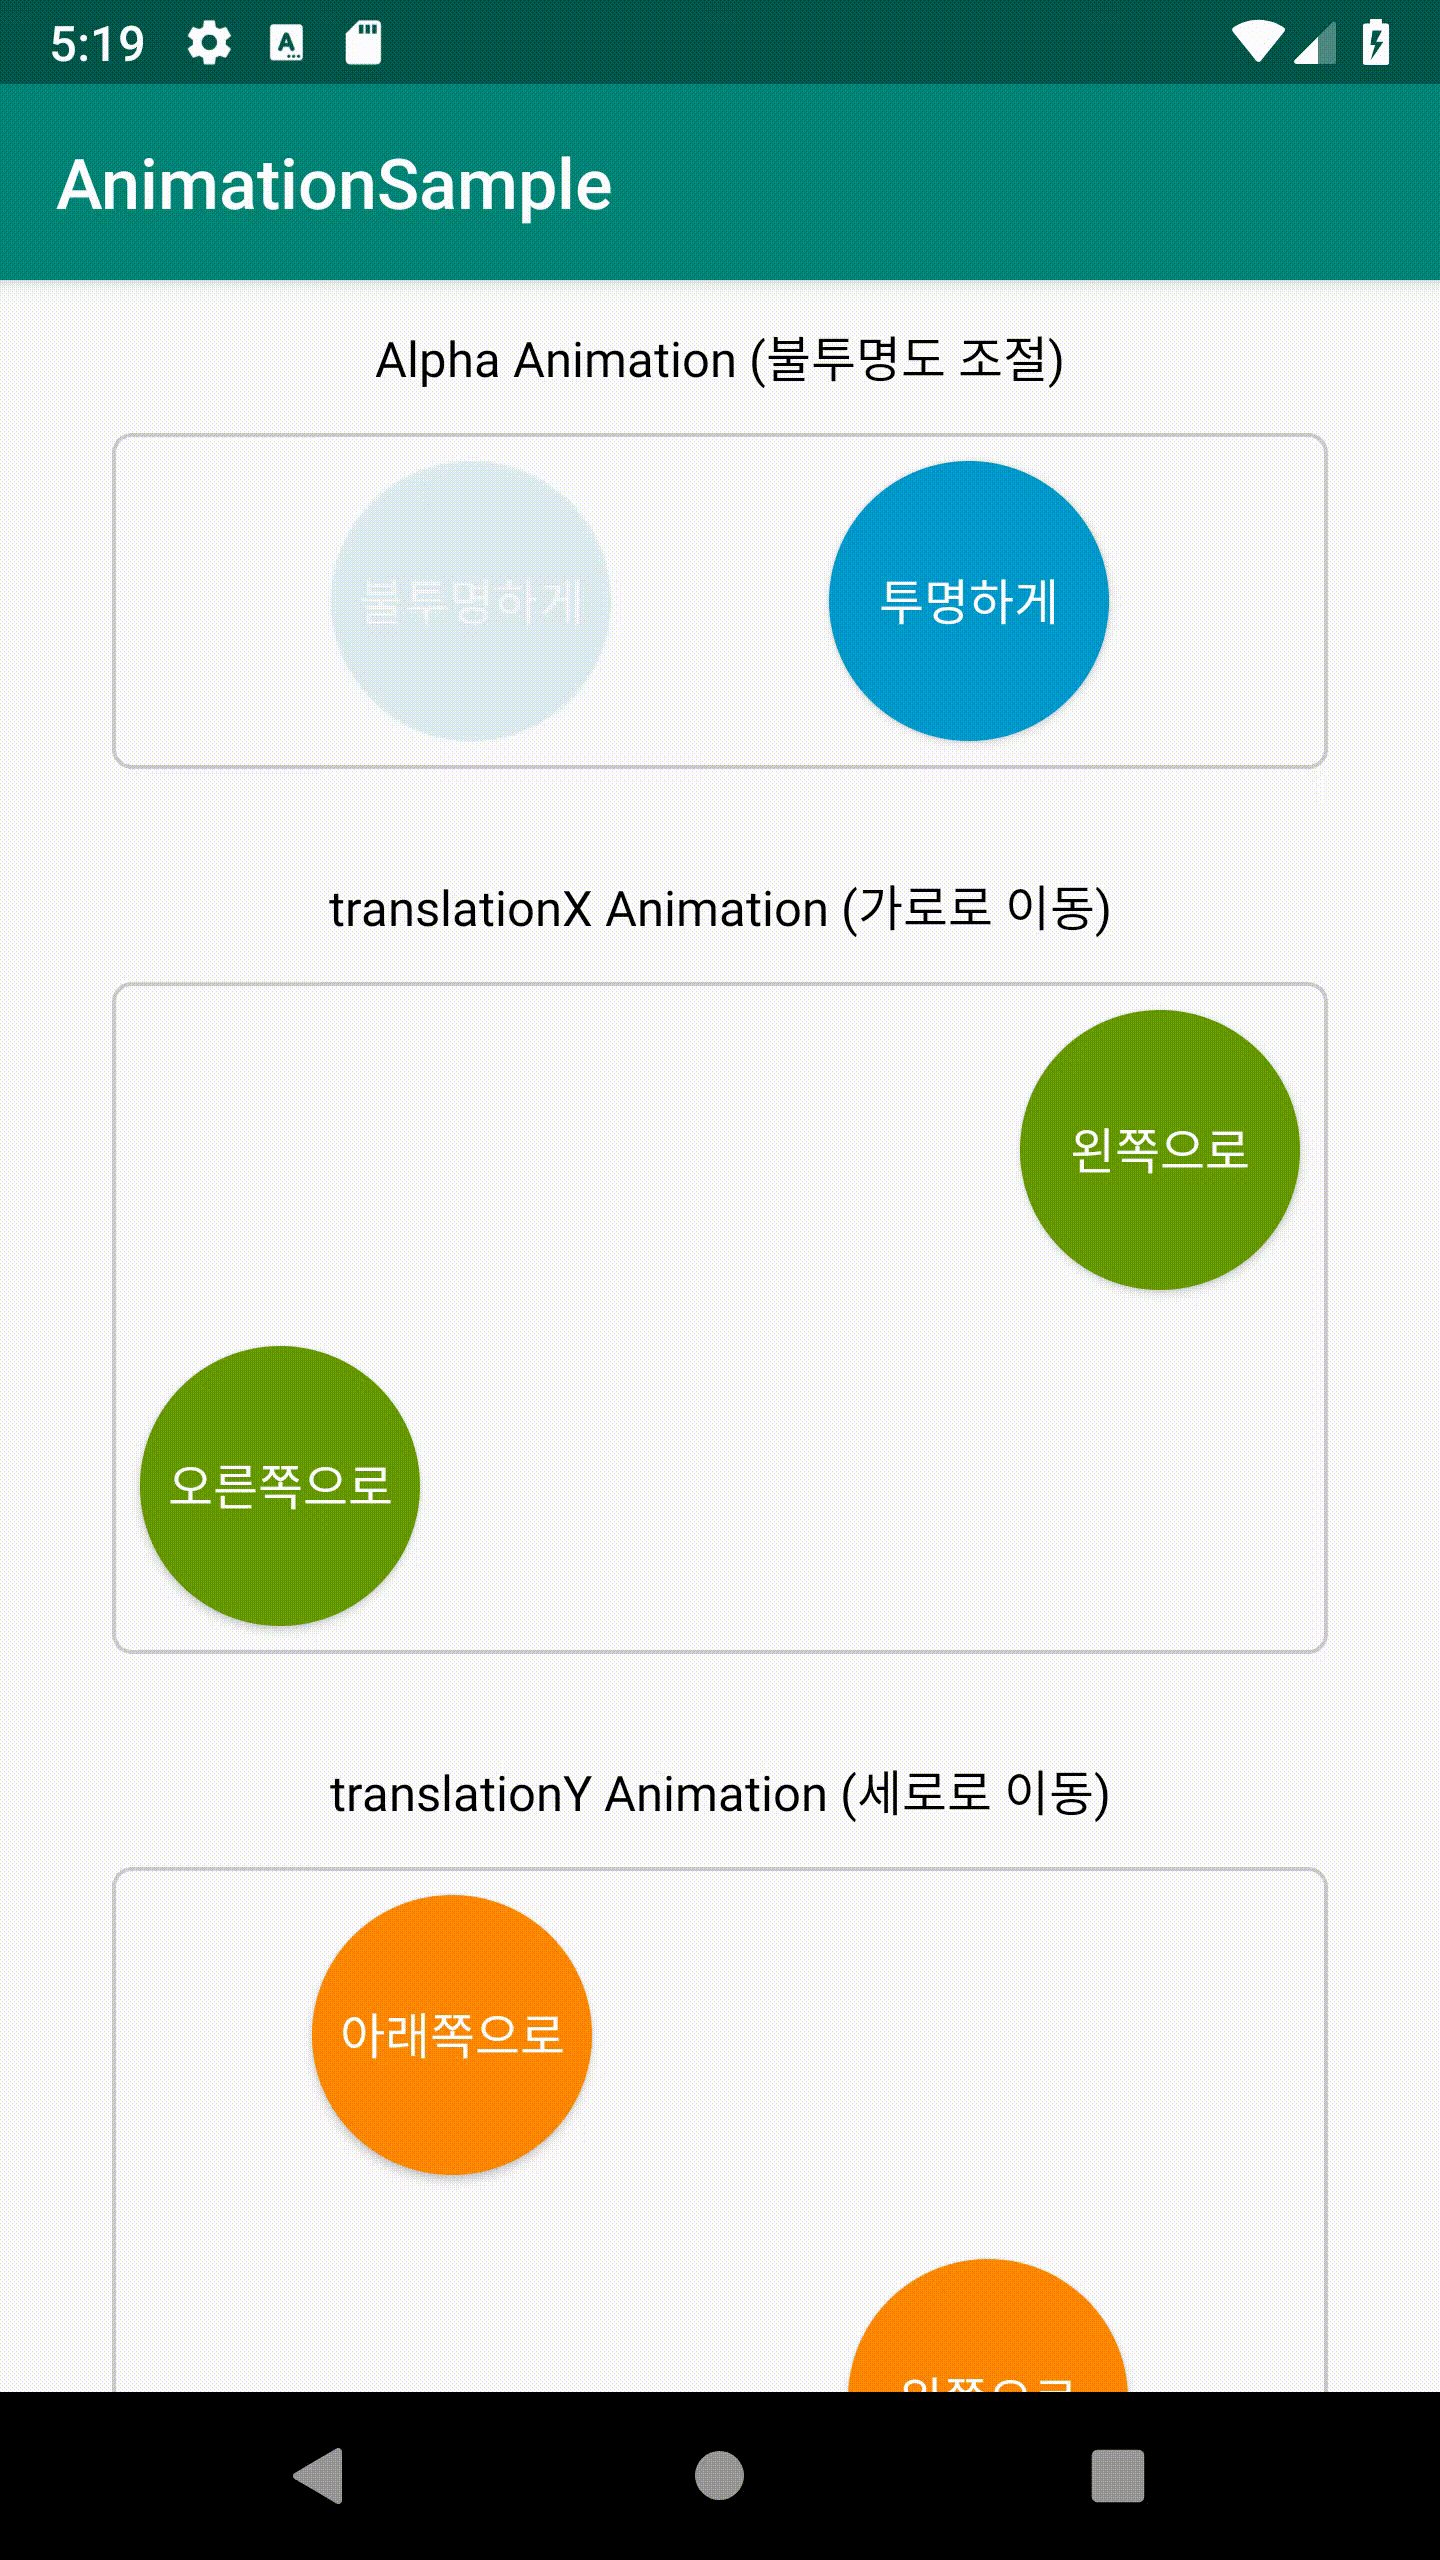 5:19
AnimationSample
Alpha Animation (불투명도 조절)
불투명하게
투명하게
translationX Animation (가로로 이동)
왼쪽으로
오른쪽으로
translationY Animation (세로로 이동)
아래쪽으로